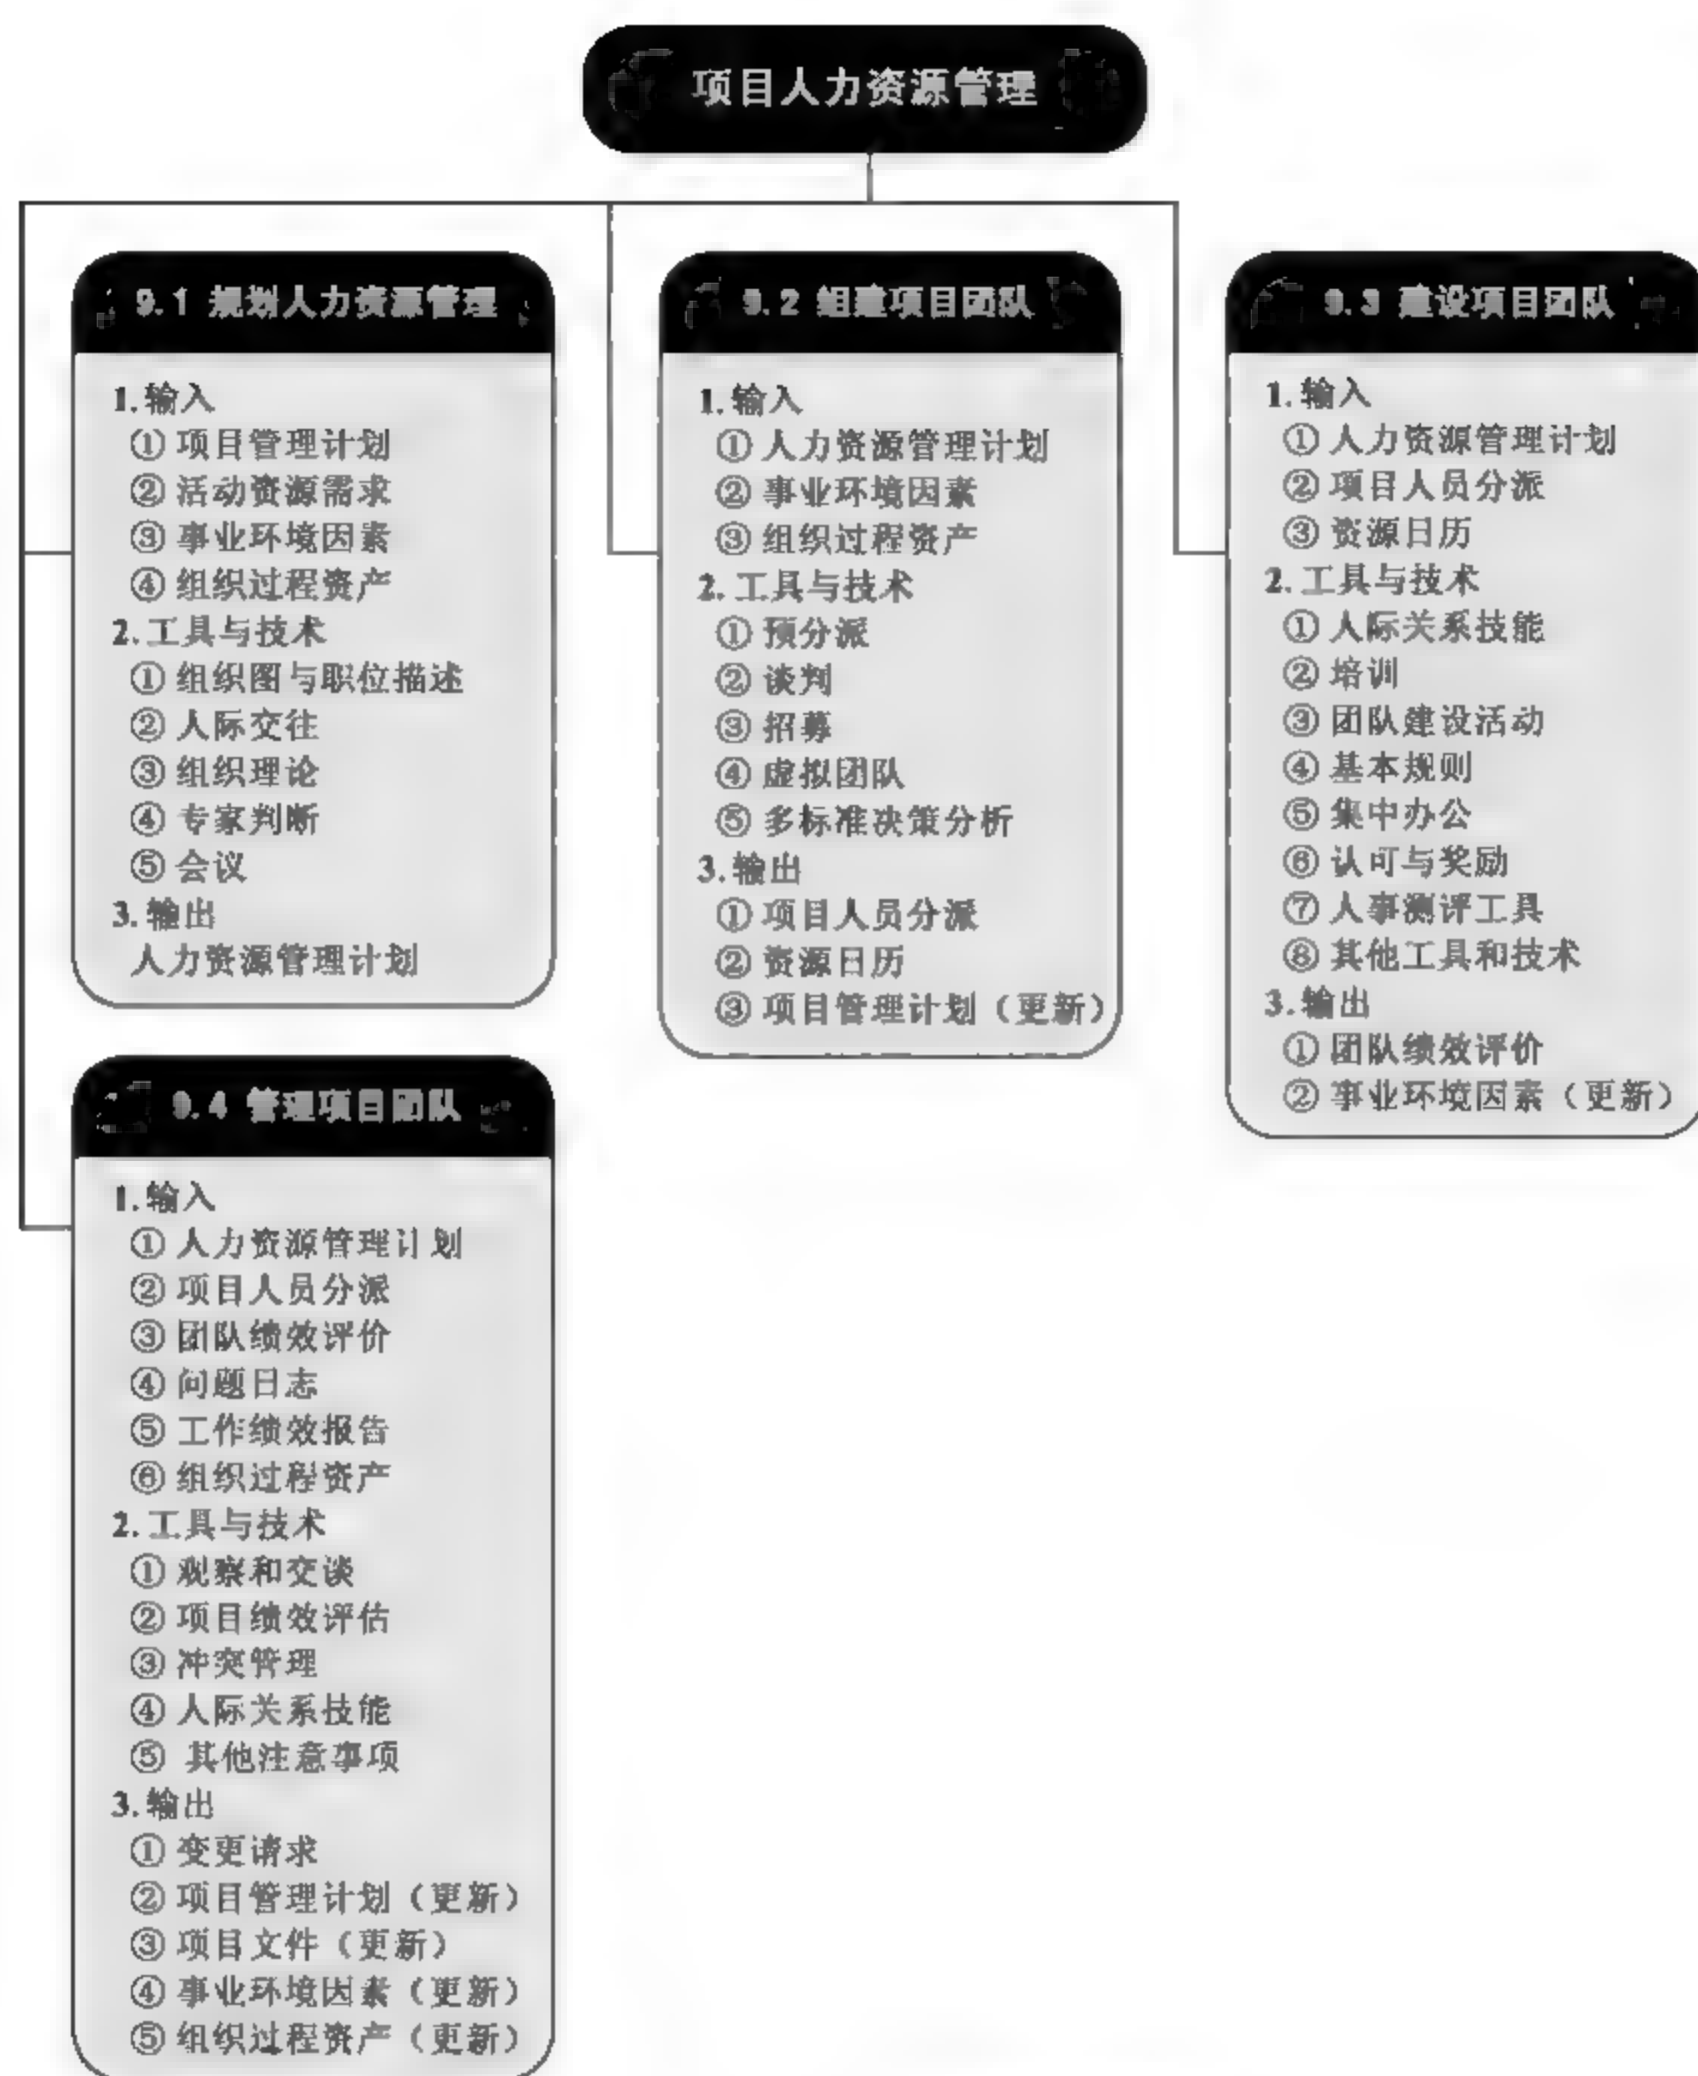 项目人力资源管理
9.1 规划人力资源管理
1.输入
① 项目管理计划
② 活动资源需求
③ 事业环境因素
④ 组织过程资产
2.工具与技术
① 组织图与职位描述
② 人际交往
③ 组织理论
④ 专家判断
⑤ 会议
3.输出
人力资源管理计划
9.2 组建项目团队
1.输入
① 人力资源管理计划
② 事业环境因素
③ 组织过程资产
2.工具与技术
① 预分派
② 谈判
③ 招募
④ 虚拟团队
⑤ 多标准决策分析
3.输出
① 项目人员分派
② 资源日历
③ 项目管理计划（更新）
9.3 建设项目团队
1.输入
① 人力资源管理计划
② 项目人员分派
③ 资源日历
2.工具与技术
① 人际关系技能
② 培训
③ 团队建设活动
④ 基本规则
⑤ 集中办公
⑥ 认可与奖励
⑦ 人事测评工具
⑧ 其他工具和技术
3.输出
① 团队绩效评价
② 事业环境因素（更新）
9.4 管理项目团队
1.输入
① 人力资源管理计划
② 项目人员分派
③ 团队绩效评价
④ 问题日志
⑤ 工作绩效报告
⑥ 组织过程资产
2.工具与技术
① 观察和交谈
② 项目绩效评估
③ 冲突管理
④ 人际关系技能
⑤ 其他注意事项
3.输出
① 变更请求
② 项目管理计划（更新）
③ 项目文件（更新）
④ 事业环境因素（更新）
⑤ 组织过程资产（更新）